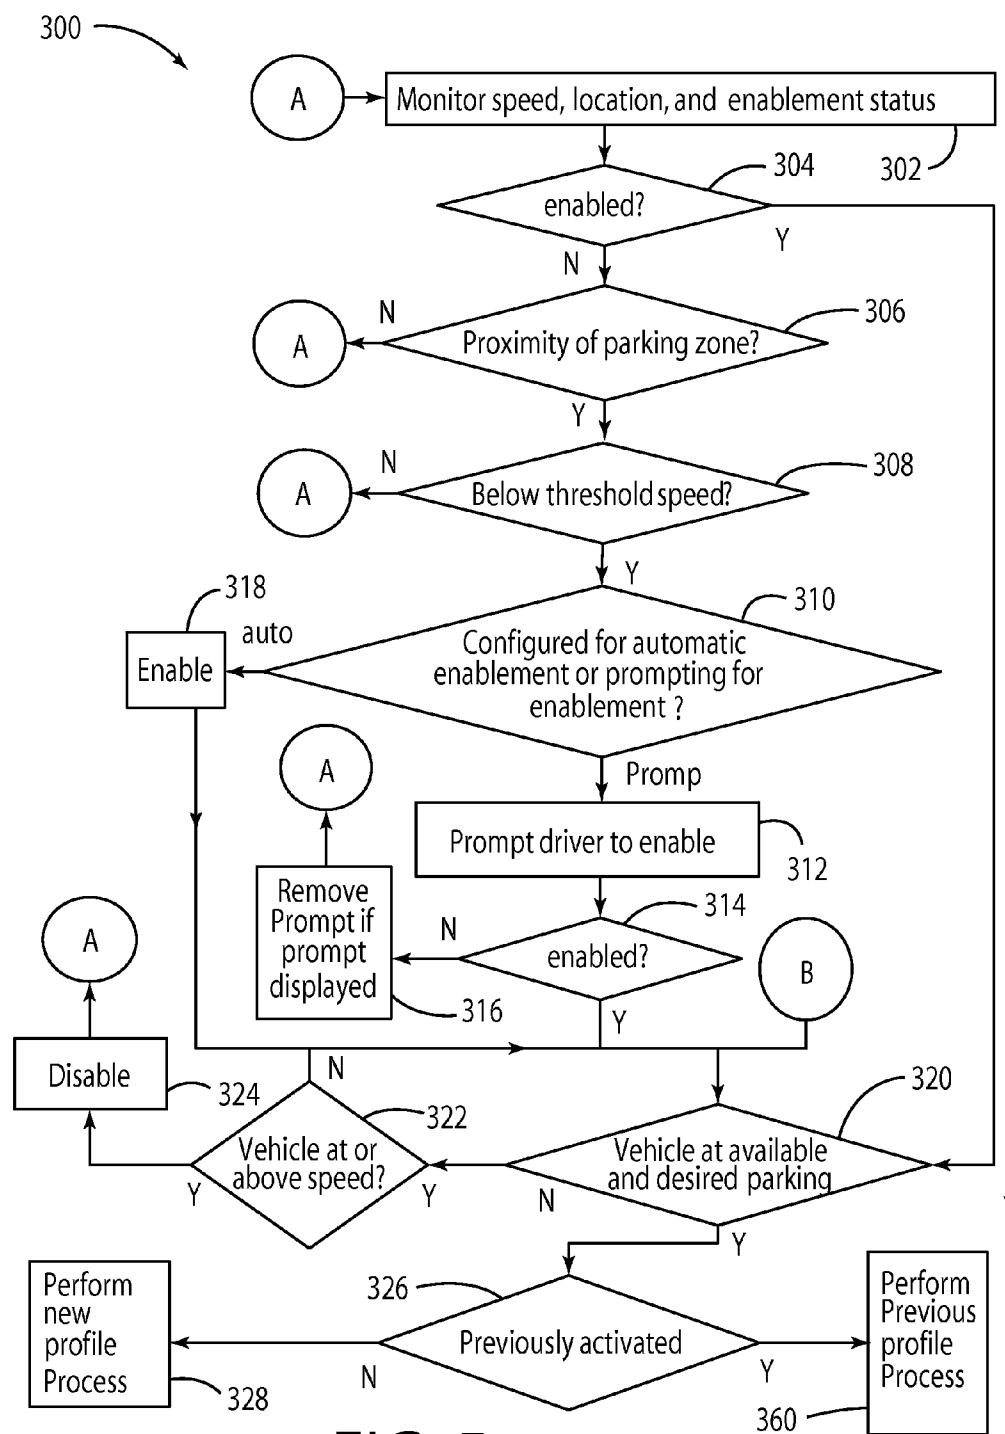 300
A
Monitor speed, location, and enablement status
302
304
enabled?
Y
N
306
N
A
Proximity of parking zone?
Y
308
N
A
Below threshold speed?
Y
318
310
auto
Enable
Configured for automatic
enablement or prompting for
enablement ?
A
Promp
Prompt driver to enable
312
Remove
Prompt if
prompt
displayed
316
314
N
enabled?
Y
A
B
Disable
324
N
322
320
Vehicle at or
above speed?
Y
Y
Vehicle at available
and desired parking
N
Y
326
Perform
new
profile
Process
328
Previously activated
N
Y
Perform
Previous
profile
Process
360